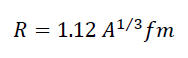 R = 1.12 A^{1/3} fm